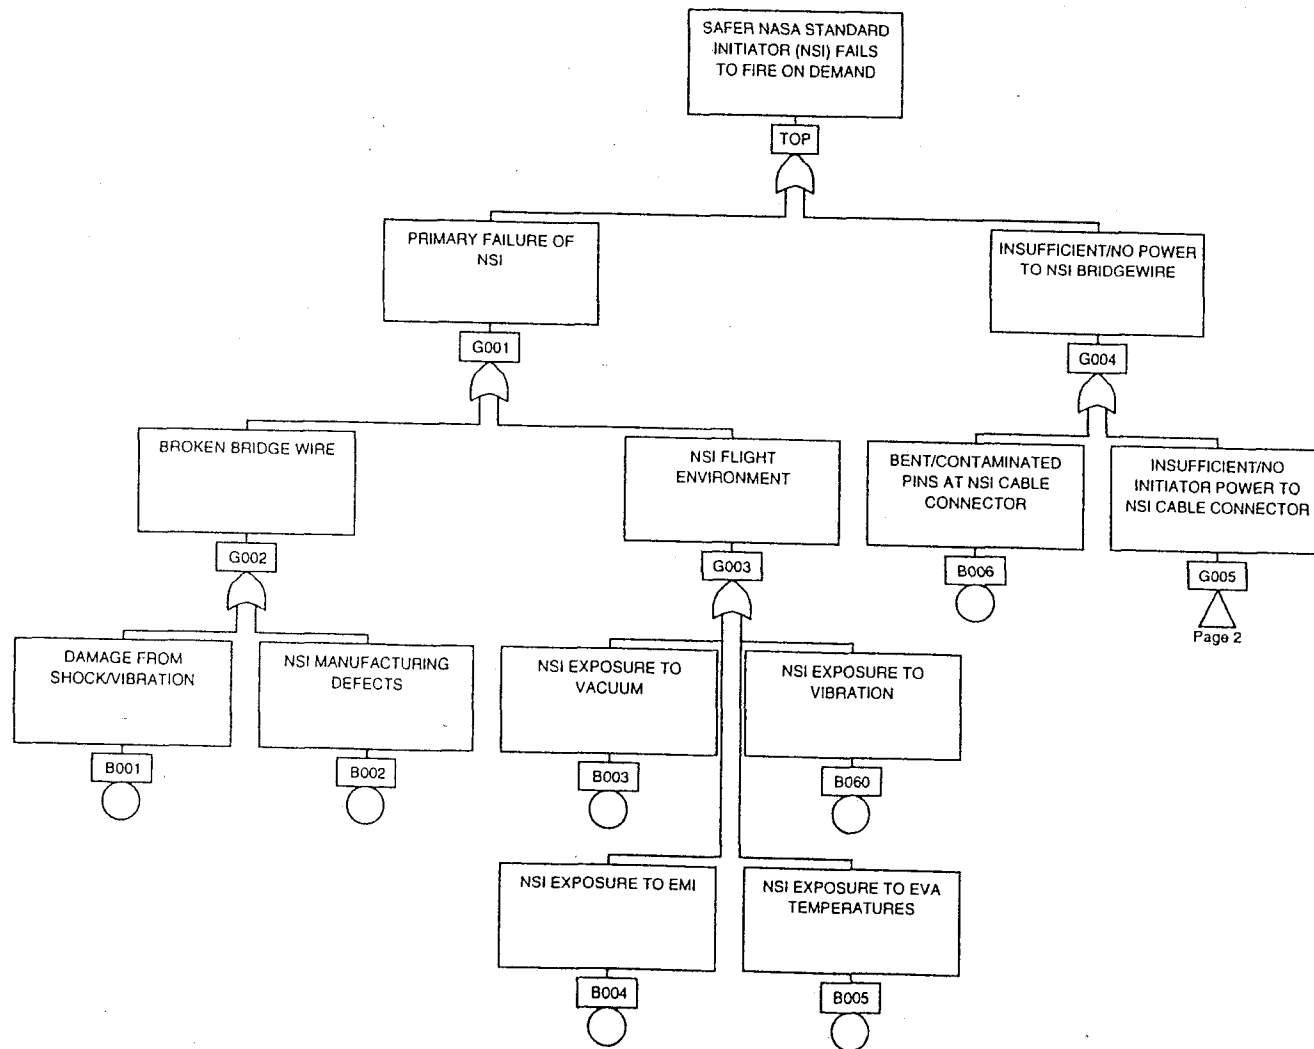 SAFER NASA STANDARD
INITIATOR (NSI) FAILS
TO FIRE ON DEMAND
TOP
PRIMARY FAILURE OF
NSI
G001
INSUFFICIENT/NO POWER
TO NSI BRIDGEWIRE
G004
BROKEN BRIDGE WIRE
G002
NSI FLIGHT
ENVIRONMENT
G003
BENT/CONTAMINATED
PINS AT NSI CABLE
CONNECTOR
B006
INSUFFICIENT/NO
INITIATOR POWER TO
NSI CABLE CONNECTOR
G005
Page 2
DAMAGE FROM
SHOCK/VIBRATION
B001
NSI MANUFACTURING
DEFECTS
B002
NSI EXPOSURE TO
VACUUM
B003
NSI EXPOSURE TO
VIBRATION
B060
NSI EXPOSURE TO EMI
B004
NSI EXPOSURE TO EVA
TEMPERATURES
B005